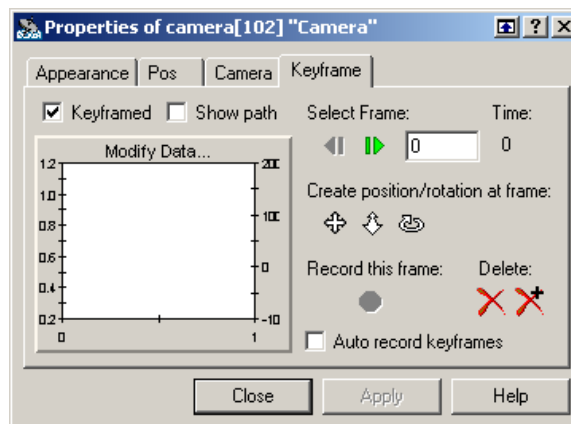 Properties of camera[102] "Camera"
Appearance Pos Camera Keyframe
Keyframed Show path Select Frame: Time:
0 0
Modify Data...
1.2 1.0 0.8 0.6 0.4 0.2
0 1
0 -10
Create position/rotation at frame:
Record this frame: Delete:
Auto record keyframes
Close Apply Help